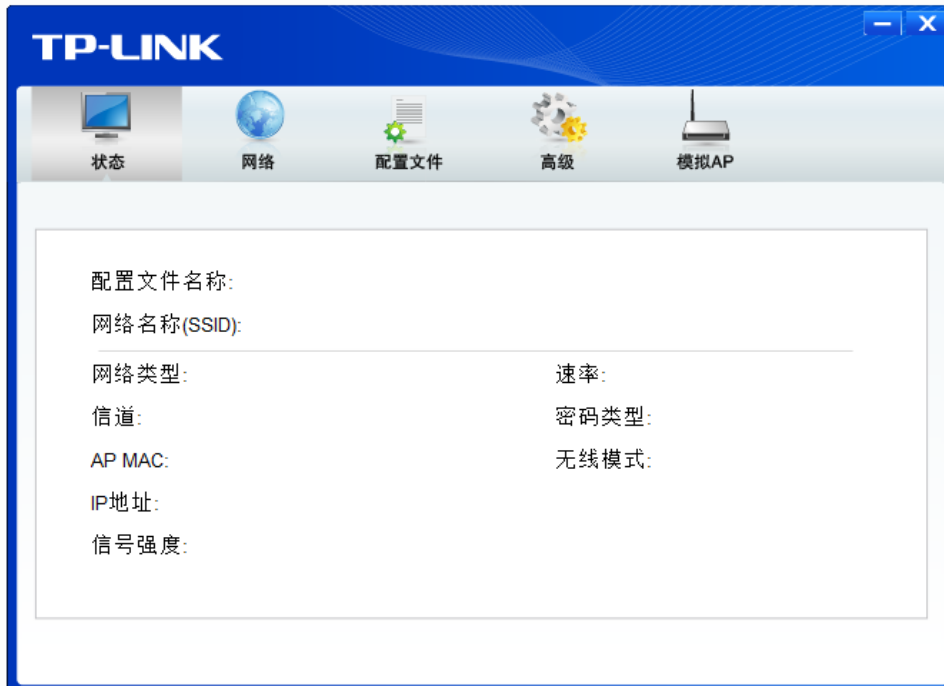 TP-LINK
状态 网络 配置文件 高级 模拟AP
配置文件名称:
网络名称(SSID):
网络类型: 速率:
信道: 密码类型:
AP MAC: 无线模式:
IP地址:
信号强度: